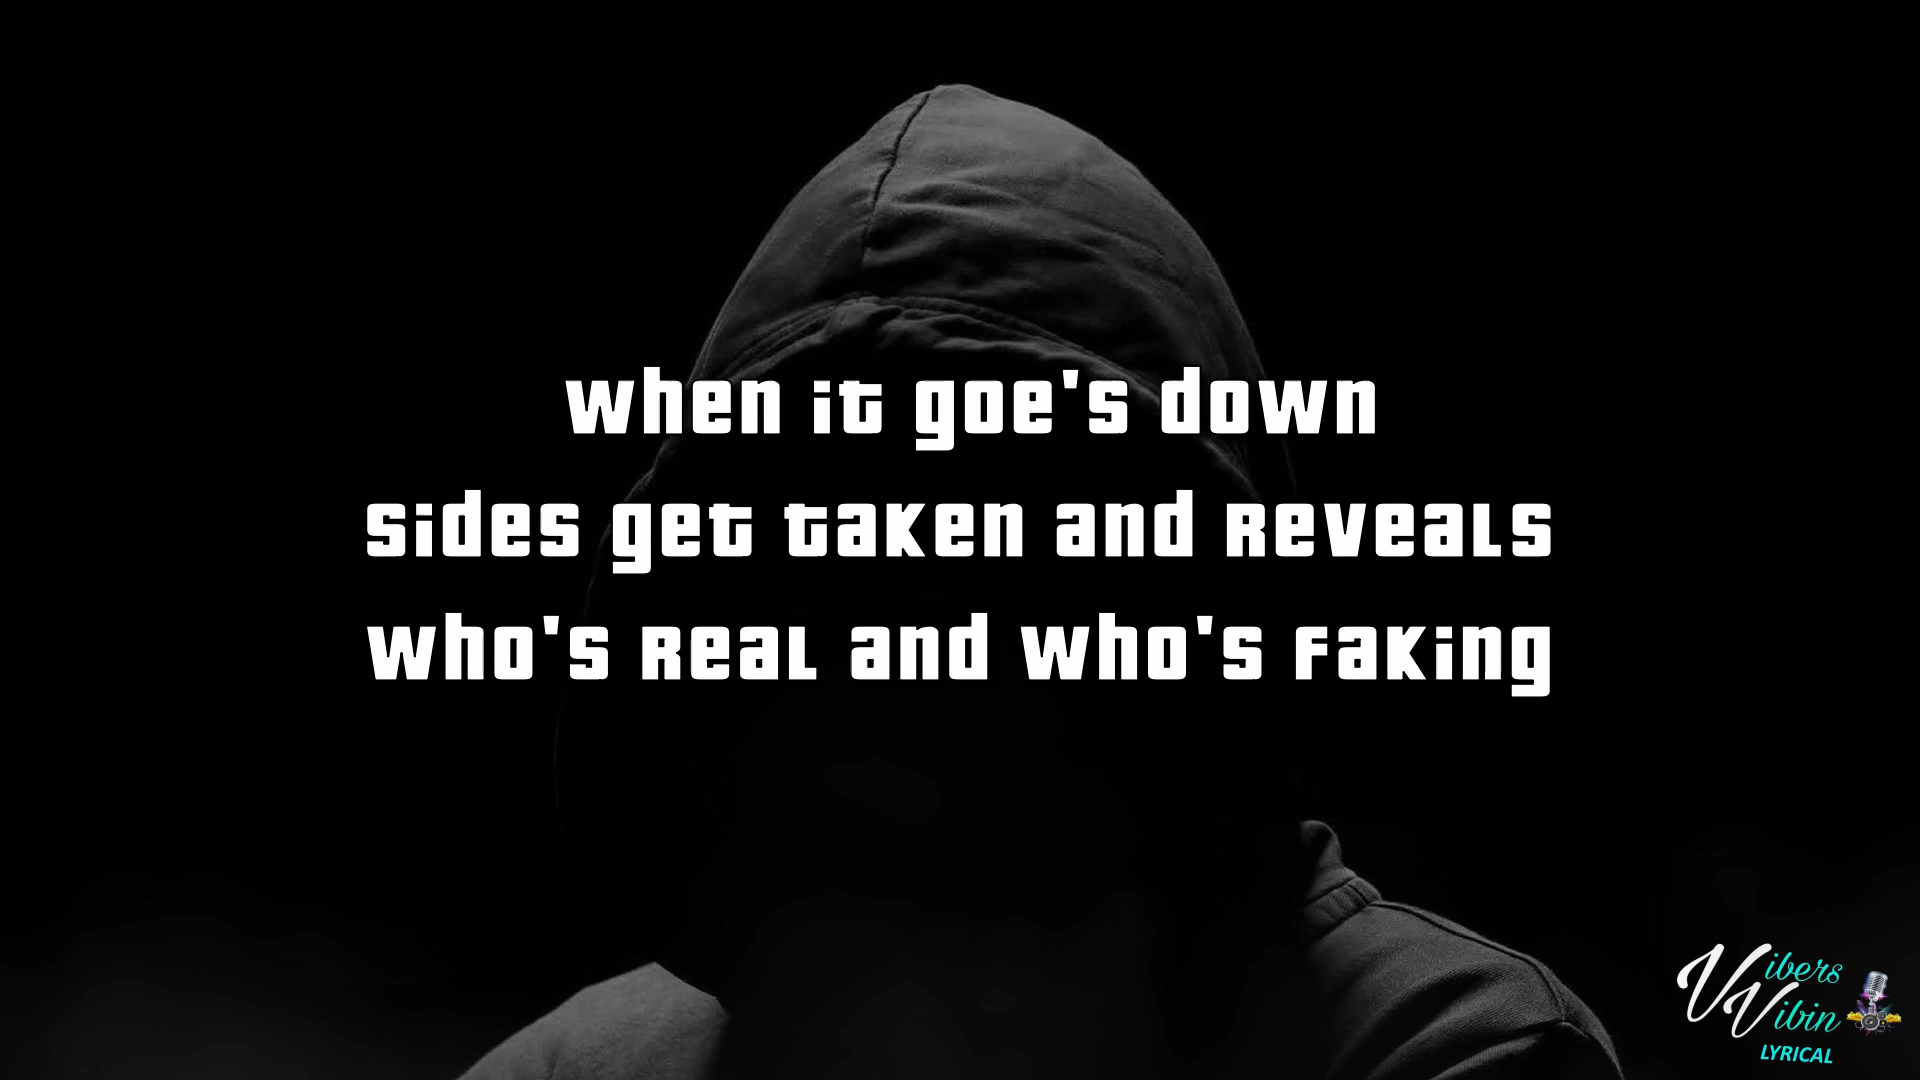 when it goe's down
sides get taken and reveals
who's real and who's faking
Vibers
Vibin
LYRICAL